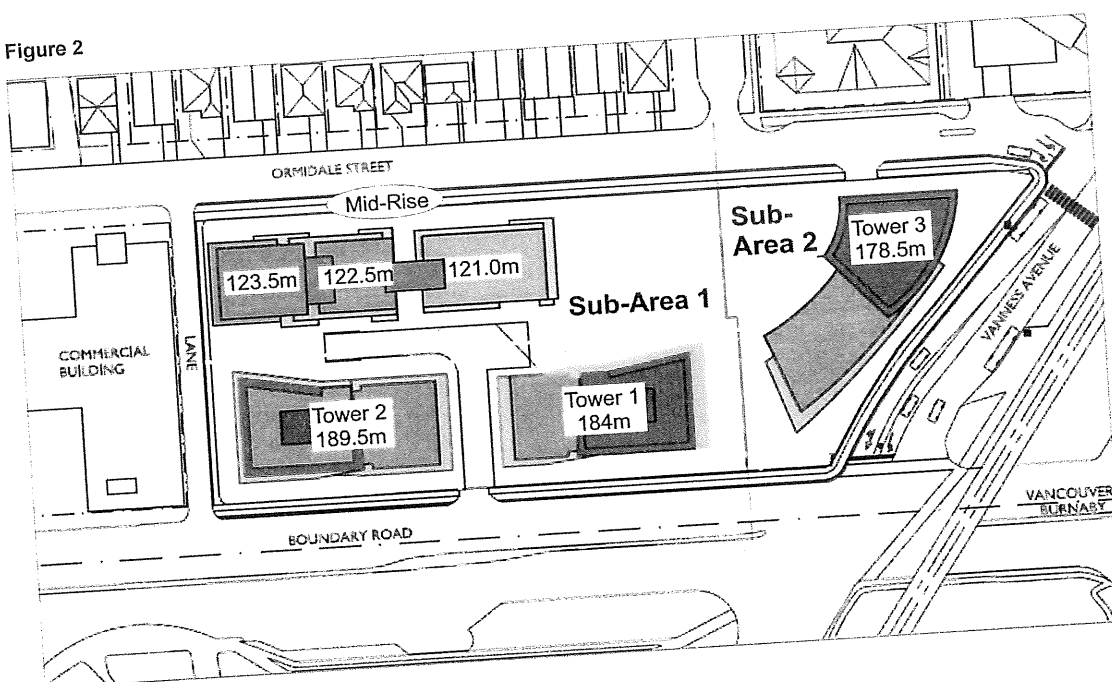 Figure 2
ORMIDALE STREET
Mid-Rise
Sub-
Area 2
Tower 3
178.5m
123.5m
122.5m
121.0m
Sub-Area 1
VANNESS AVENUE
COMMERCIAL
BUILDING
LANE
Tower 2
189.5m
Tower 1
184m
BOUNDARY ROAD
VANCOUVER
BURNABY